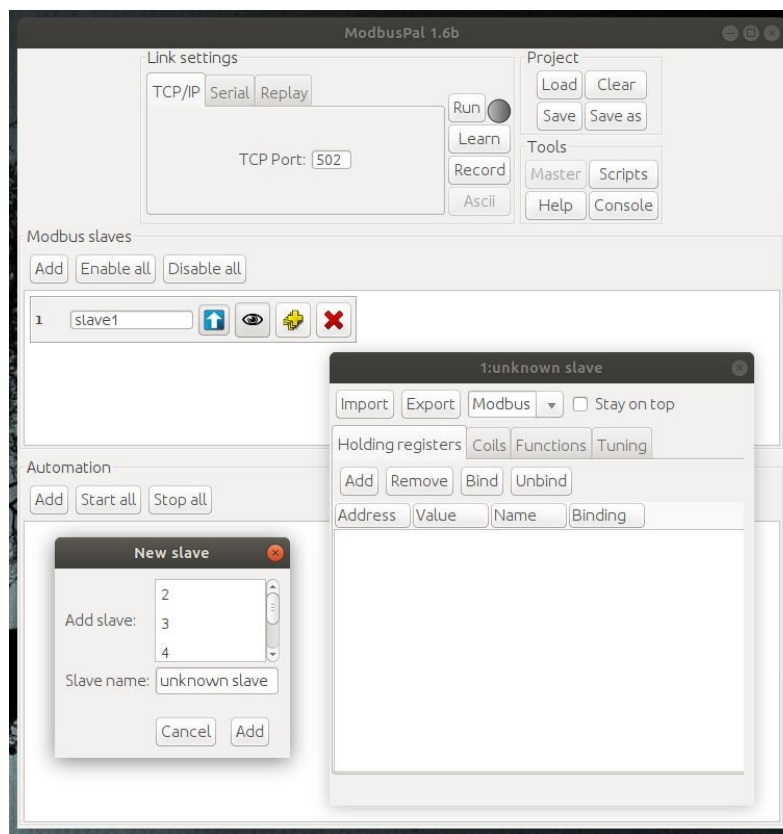 ModbusPal 1.6b
Link settings
TCP/IP Serial Replay
TCP Port: 502
Run
Learn
Record
Ascii
Project
Load Clear
Save Save as
Tools
Master Scripts
Help Console
Modbus slaves
Add Enable all Disable all
1 slave1
1:unknown slave
Import Export Modbus Stay on top
Holding registers Coils Functions Tuning
Add Remove Bind Unbind
Address Value Name Binding
Automation
Add Start all Stop all
New slave
Add slave:
2
3
4
Slave name: unknown slave
Cancel Add